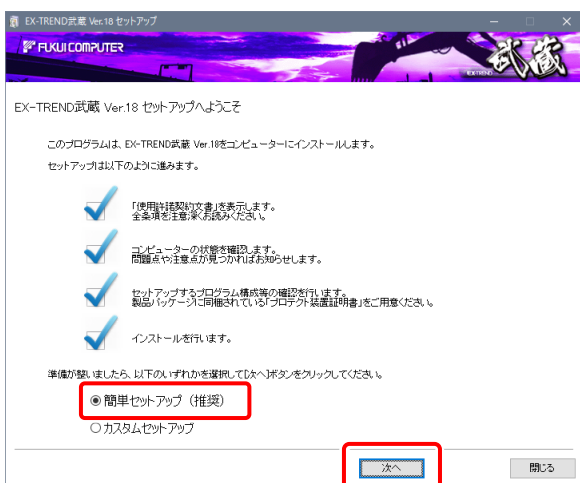 EX-TREND武蔵 Ver.18 セットアップ
FUKUI COMPUTER
EX-TREND 武蔵
EX-TREND武蔵 Ver.18 セットアップへようこそ
このプログラムは、EX-TREND武蔵 Ver.18をコンピューターにインストールします。
セットアップは以下のように進みます。
「使用許諾契約文書」を表示します。
全条項を注意深くお読みください。
コンピューターの状態を確認します。
問題点や注意点が見つかればお知らせします。
セットアップするプログラム構成等の確認を行います。
製品パッケージに同梱されている「プロテクト装置証明書」をご用意ください。
インストールを行います。
準備が整いましたら、以下のいずれかを選択して[次へ]ボタンをクリックしてください。
簡単セットアップ（推奨）
カスタムセットアップ
次へ
閉じる